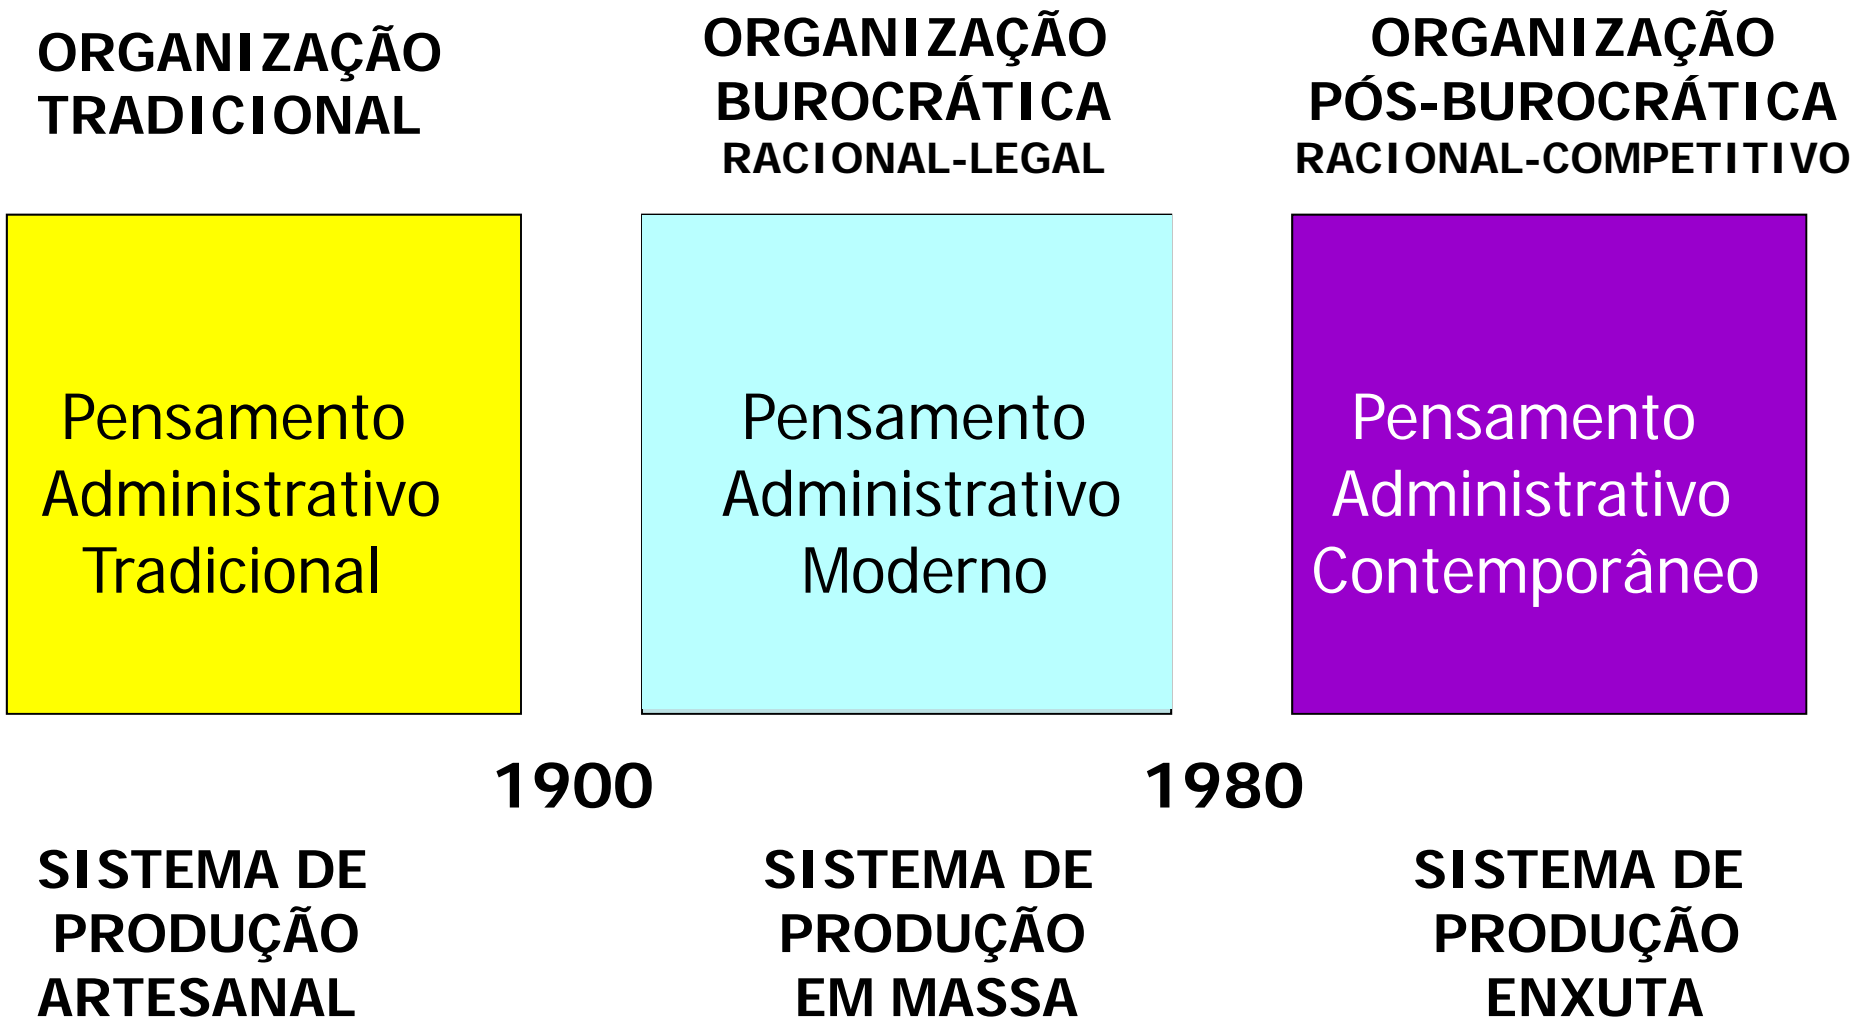 ORGANIZAÇÃO
TRADICIONAL
ORGANIZAÇÃO
BUROCRÁTICA
RACIONAL-LEGAL
ORGANIZAÇÃO
PÓS-BUROCRÁTICA
RACIONAL-COMPETITIVO
Pensamento
Administrativo
Tradicional
Pensamento
Administrativo
Moderno
Pensamento
Administrativo
Contemporâneo
1900
1980
SISTEMA DE
PRODUÇÃO
ARTESANAL
SISTEMA DE
PRODUÇÃO
EM MASSA
SISTEMA DE
PRODUÇÃO
ENXUTA